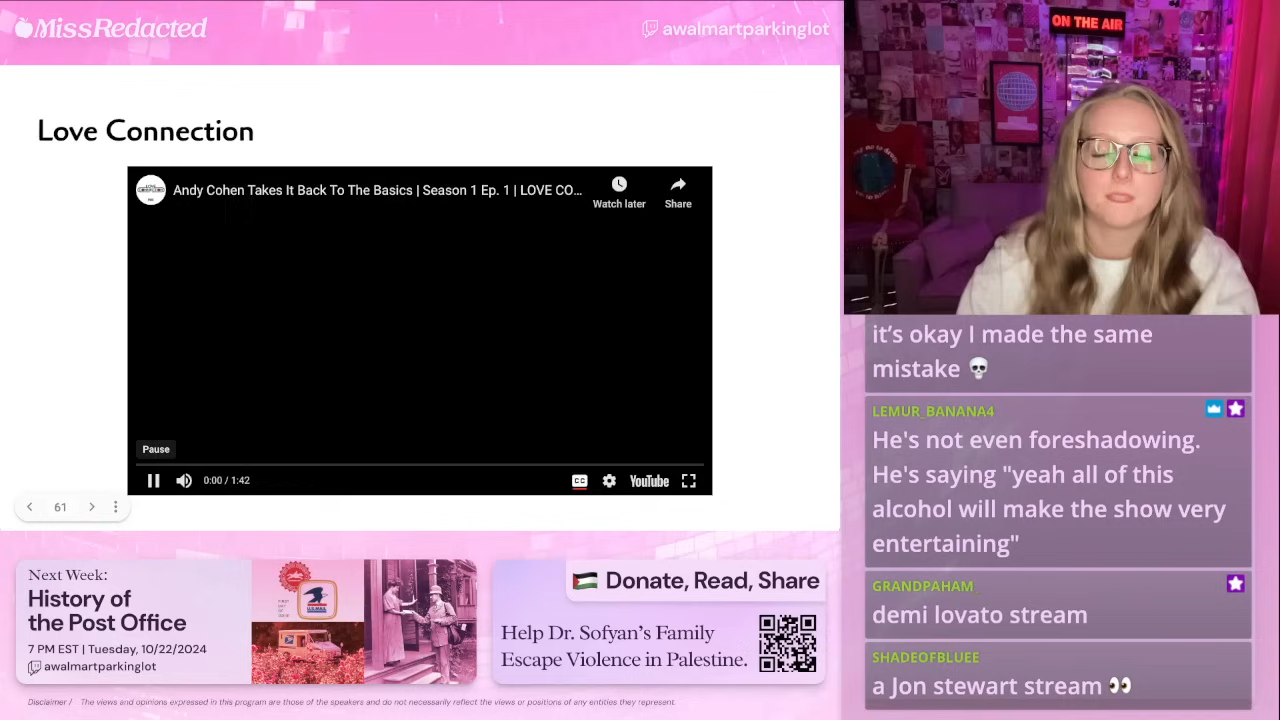 MissRedacted
awalmartparkinglot
ON THE AIR
Love Connection
Andy Cohen Takes It Back To The Basics | Season 1 Ep. 1 | LOVE CO...
Watch later
Share
Pause
0:00 / 1:42
CC
YouTube
61
it's okay I made the same
mistake 💀
LEMUR_BANANA4
He's not even foreshadowing.
He's saying "yeah all of this
alcohol will make the show very
entertaining"
GRANDPAHAM_
demi lovato stream
SHADEOFBLUEE
a Jon stewart stream 👀
Next Week:
History of
the Post Office
7 PM EST| Tuesday, 10/22/2024
awalmartparkinglot
🇵🇸 Donate, Read, Share
Help Dr. Sofyan's Family
Escape Violence in Palestine.
Disclaimer / The views and opinions expressed in this program are those of the speakers and do not necessarily reflect the views or positions of any entities they represent.